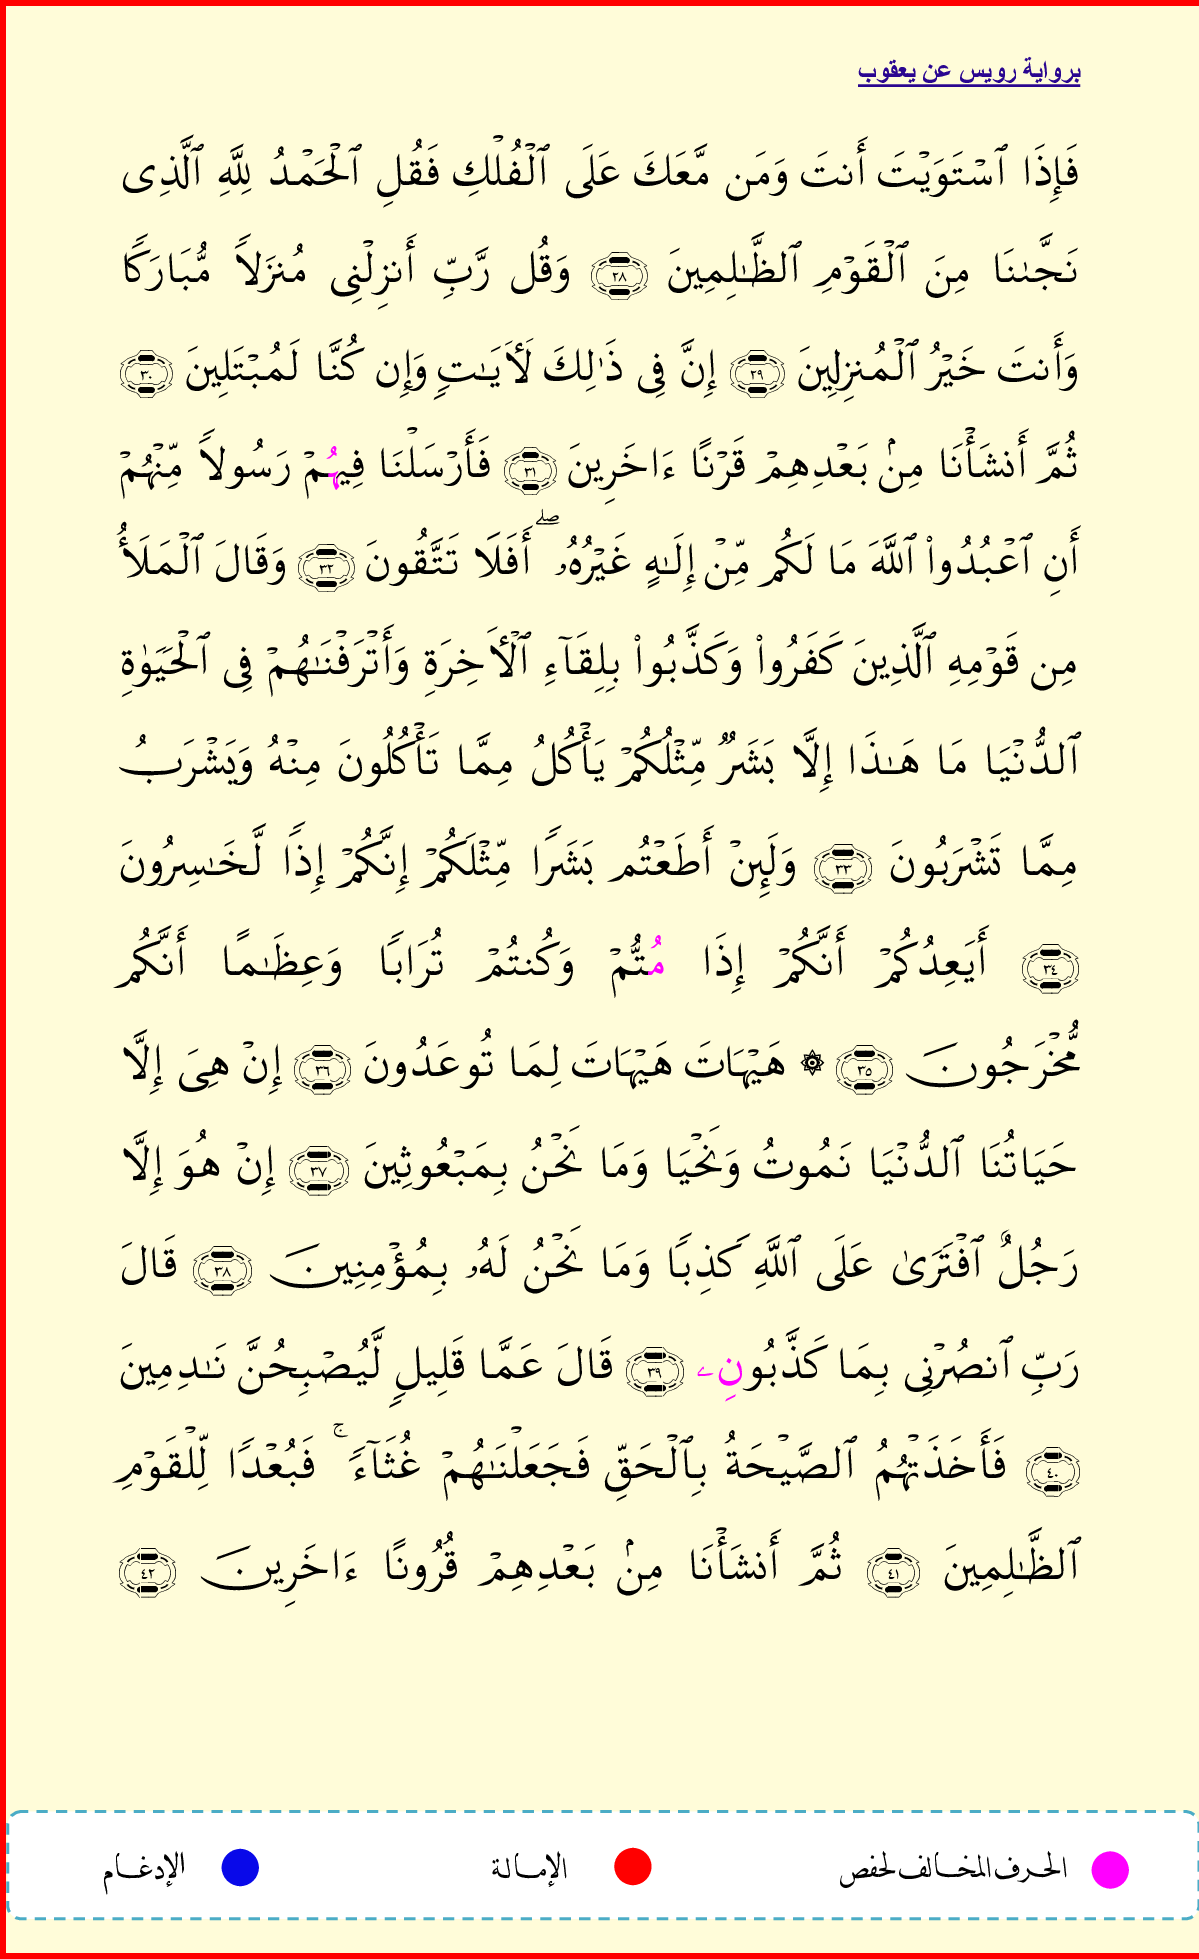 برواية رويس عن يعقوب
فَإِذَا ٱسْتَوَيْتَ أَنتَ وَمَن مَّعَكَ عَلَى ٱلْفُلْكِ فَقُلِ ٱلْحَمْدُ لِلَّهِ ٱلَّذِى
نَجَّىٰنَا مِنَ ٱلْقَوْمِ ٱلظَّـٰلِمِينَ ٢٨ وَقُل رَّبِّ أَنزِلْنِى مُنزَلاً مُّبَارَكًا
وَأَنتَ خَيْرُ ٱلْمُنزِلِينَ ٢٩ إِنَّ فِى ذَٰلِكَ لَأَيَـٰتٍ وَإِن كُنَّا لَمُبْتَلِينَ ٣٠
ثُمَّ أَنشَأْنَا مِنۢ بَعْدِهِمْ قَرْنًا ءَاخَرِينَ ٣١ فَأَرْسَلْنَا فِيهُمْ رَسُولاً مِّنْهُمْ
أَنِ ٱعْبُدُوا۟ ٱللَّهَ مَا لَكُم مِّنْ إِلَـٰهٍ غَيْرُهُۥ ۖ أَفَلَا تَتَّقُونَ ٣٢ وَقَالَ ٱلْمَلَأُ
مِن قَوْمِهِ ٱلَّذِينَ كَفَرُوا۟ وَكَذَّبُوا۟ بِلِقَآءِ ٱلْأَخِرَةِ وَأَتْرَفْنَـٰهُمْ فِى ٱلْحَيَوٰةِ
ٱلدُّنْيَا مَا هَـٰذَا إِلَّا بَشَرٌ مِّثْلُكُمْ يَأْكُلُ مِمَّا تَأْكُلُونَ مِنْهُ وَيَشْرَبُ
مِمَّا تَشْرَبُونَ ٣٣ وَلَئِنْ أَطَعْتُم بَشَرًا مِّثْلَكُمْ إِنَّكُمْ إِذًا لَّخَـٰسِرُونَ
٣٤ أَيَعِدُكُمْ أَنَّكُمْ إِذَا مُتُّمْ وَكُنتُمْ تُرَابًا وَعِظَـٰمًا أَنَّكُم
مُّخْرَجُونَ ٣٥ ۞ هَيْهَاتَ هَيْهَاتَ لِمَا تُوعَدُونَ ٣٦ إِنْ هِىَ إِلَّا
حَيَاتُنَا ٱلدُّنْيَا نَمُوتُ وَنَحْيَا وَمَا نَحْنُ بِمَبْعُوثِينَ ٣٧ إِنْ هُوَ إِلَّا
رَجُلٌ ٱفْتَرَىٰ عَلَى ٱللَّهِ كَذِبًا وَمَا نَحْنُ لَهُۥ بِمُؤْمِنِينَ ٣٨ قَالَ
رَبِّ ٱنصُرْنِى بِمَا كَذَّبُونِۦ ٣٩ قَالَ عَمَّا قَلِيلٍ لَّيُصْبِحُنَّ نَـٰدِمِينَ
٤٠ فَأَخَذَتْهُمُ ٱلصَّيْحَةُ بِٱلْحَقِّ فَجَعَلْنَـٰهُمْ غُثَآءً ۚ فَبُعْدًا لِّلْقَوْمِ
ٱلظَّـٰلِمِينَ ٤١ ثُمَّ أَنشَأْنَا مِنۢ بَعْدِهِمْ قُرُونًا ءَاخَرِينَ ٤٢
الحرف المخالف لحفص الإمالة الإدغام